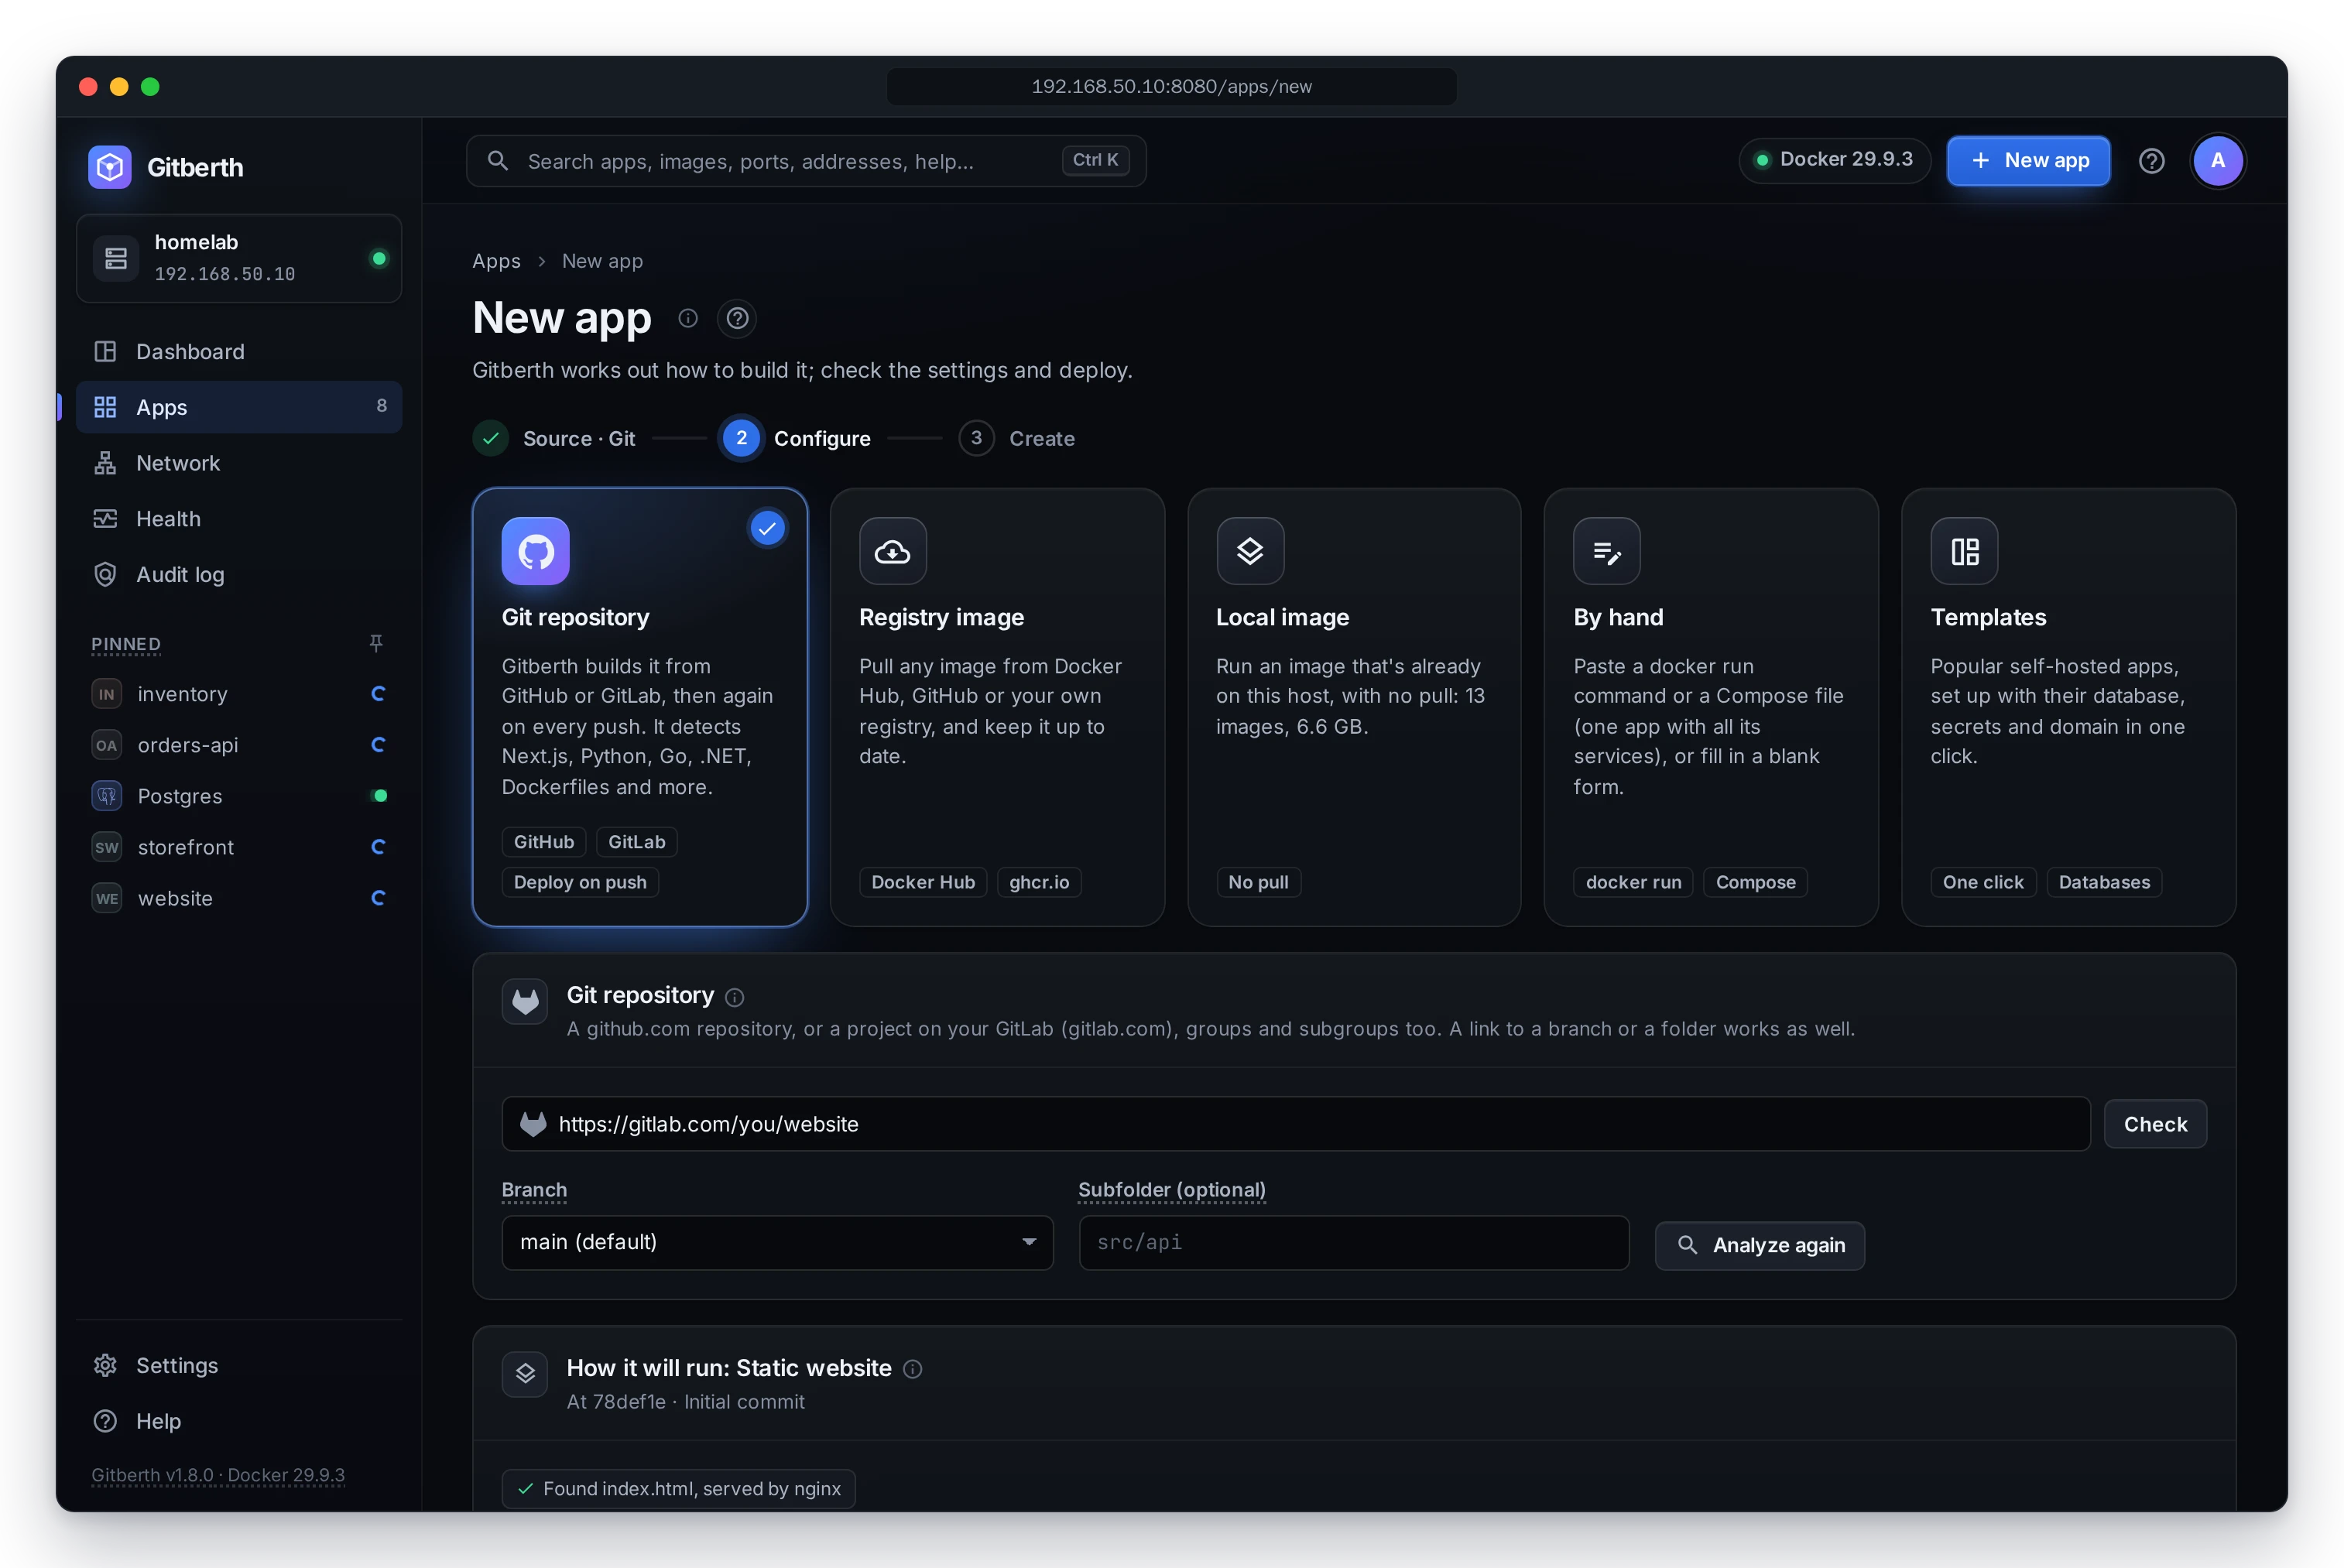 192.168.50.10:8080/apps/new
Gitberth
Search apps, images, ports, addresses, help...
Ctrl K
Docker 29.9.3
New app
A
homelab
192.168.50.10
Dashboard
Apps
8
Network
Health
Audit log
PINNED
IN
inventory
OA
orders-api
Postgres
SW
storefront
WE
website
Settings
Help
Gitberth v1.8.0 · Docker 29.9.3
Apps > New app
New app
Gitberth works out how to build it; check the settings and deploy.
Source · Git
2
Configure
3
Create
Git repository
Gitberth builds it from
GitHub or GitLab, then again
on every push. It detects
Next.js, Python, Go, .NET,
Dockerfiles and more.
GitHub
GitLab
Deploy on push
Registry image
Pull any image from Docker
Hub, GitHub or your own
registry, and keep it up to
date.
Docker Hub
ghcr.io
Local image
Run an image that's already
on this host, with no pull: 13
images, 6.6 GB.
No pull
By hand
Paste a docker run
command or a Compose file
(one app with all its
services), or fill in a blank
form.
docker run
Compose
Templates
Popular self-hosted apps,
set up with their database,
secrets and domain in one
click.
One click
Databases
Git repository
A github.com repository, or a project on your GitLab (gitlab.com), groups and subgroups too. A link to a branch or a folder works as well.
https://gitlab.com/you/website
Check
Branch
Subfolder (optional)
main (default)
src/api
Analyze again
How it will run: Static website
At 78def1e · Initial commit
Found index.html, served by nginx